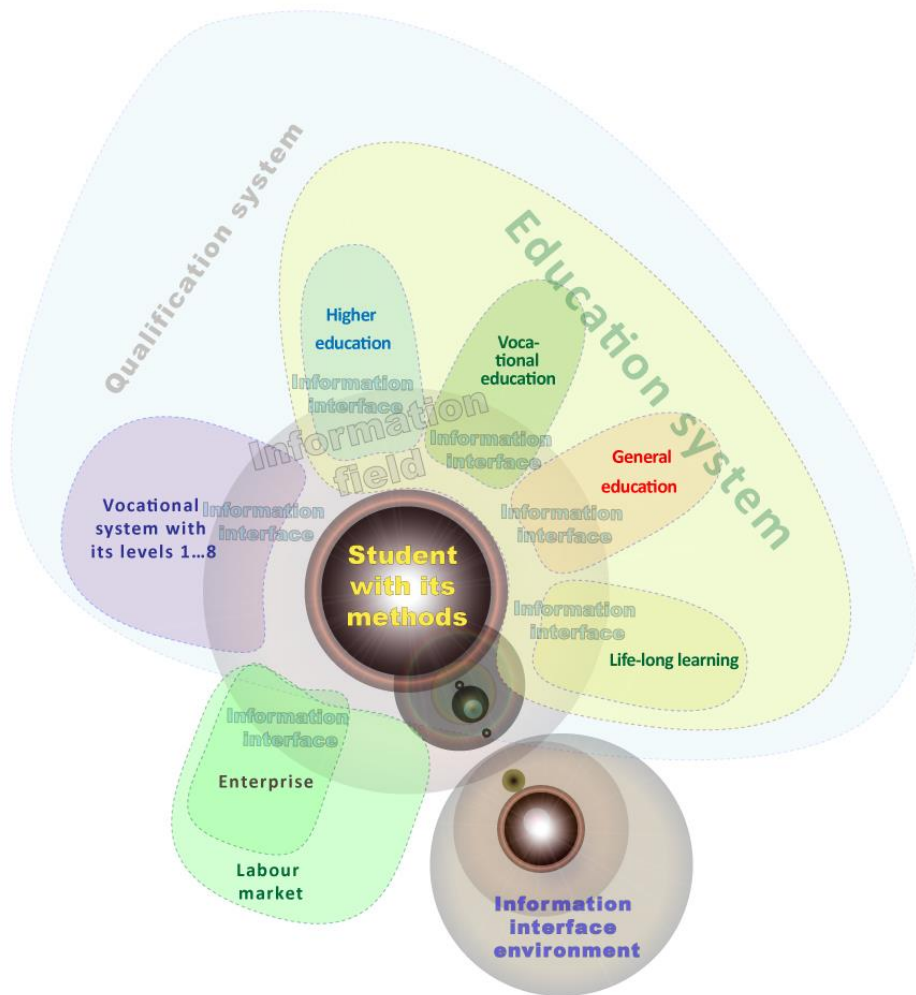 Qualification system
Education system
Higher
education
Information
interface
Voca-
tional
education
Information
interface
Information
field
General
education
Information
interface
Vocational
system with
its levels 1...8
Information
interface
Student
with its
methods
Information
interface
Life-long learning
Information
interface
Enterprise
Labour
market
Information
interface
environment